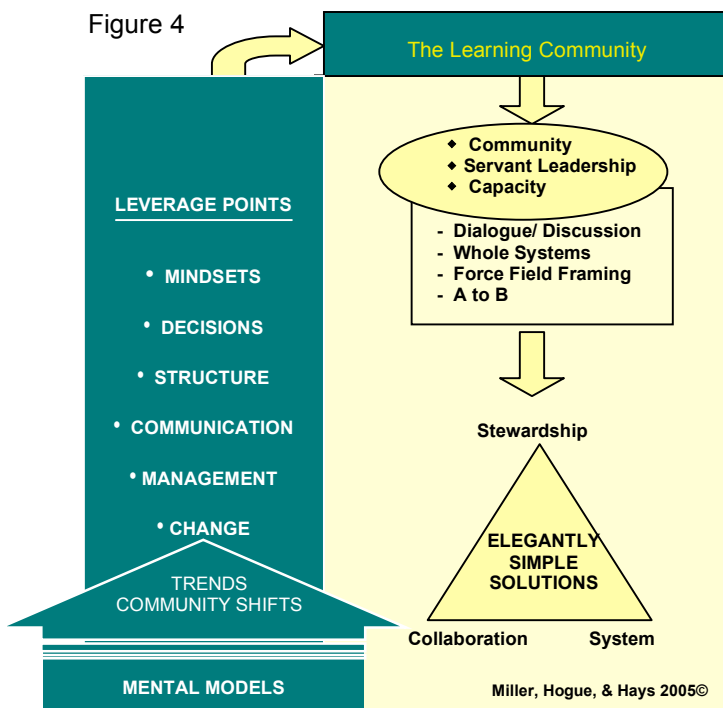 Figure 4
The Learning Community
LEVERAGE POINTS
• MINDSETS
• DECISIONS
• STRUCTURE
• COMMUNICATION
• MANAGEMENT
• CHANGE
TRENDS
COMMUNITY SHIFTS
MENTAL MODELS
◆ Community
◆ Servant Leadership
◆ Capacity
- Dialogue/ Discussion
- Whole Systems
- Force Field Framing
- A to B
Stewardship
ELEGANTLY
SIMPLE
SOLUTIONS
Collaboration System
Miller, Hogue, & Hays 2005©